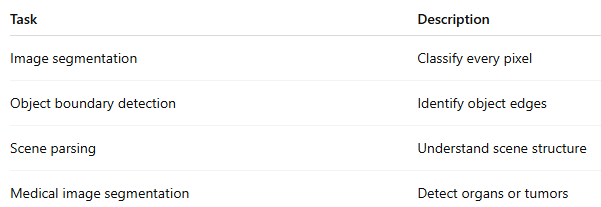 Task Description
Image segmentation Classify every pixel
Object boundary detection Identify object edges
Scene parsing Understand scene structure
Medical image segmentation Detect organs or tumors